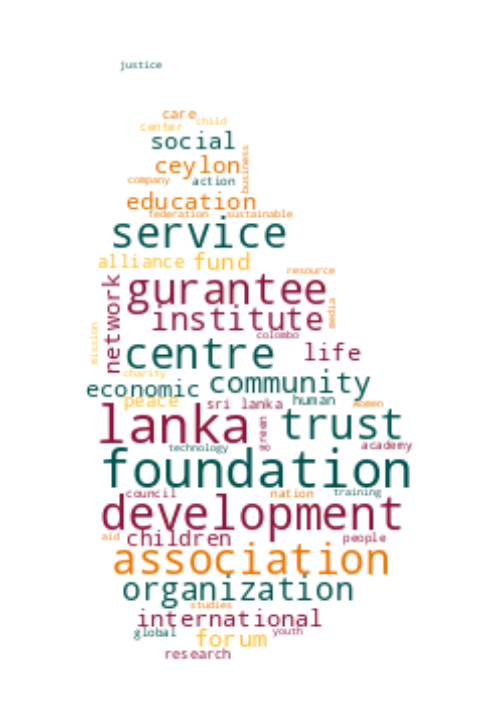 justice
care
center child
social
ceylon
business
company action
education
federation sustainable
service
alliance fund
resource
gurantee
network
institute
media
colombo
mission
centre life
charity
economic community
peace sri lanka human women
lanka trust
green
technology academy
foundation
council nation training
development
aid children people
association
organization
studies
international
global forum youth
research